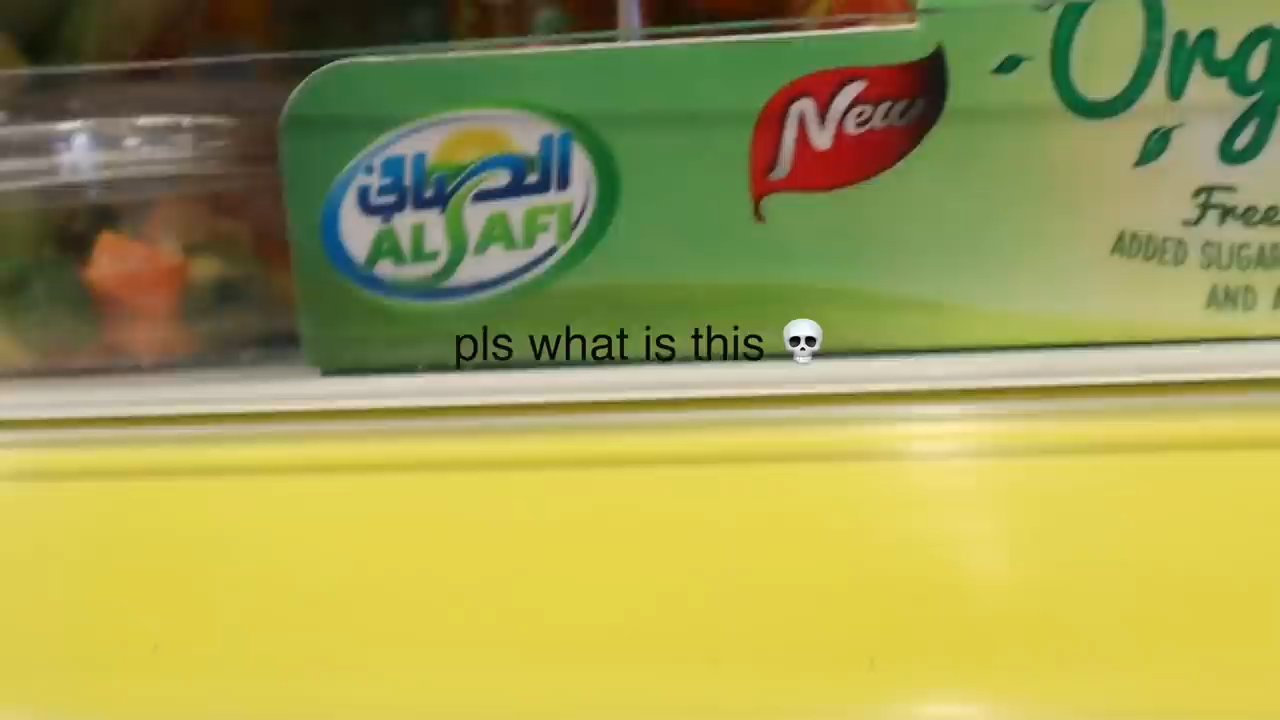 الصافي
ALSAFI
New
Org
Free
ADDED SUGAR
AND
pls what is this 💀